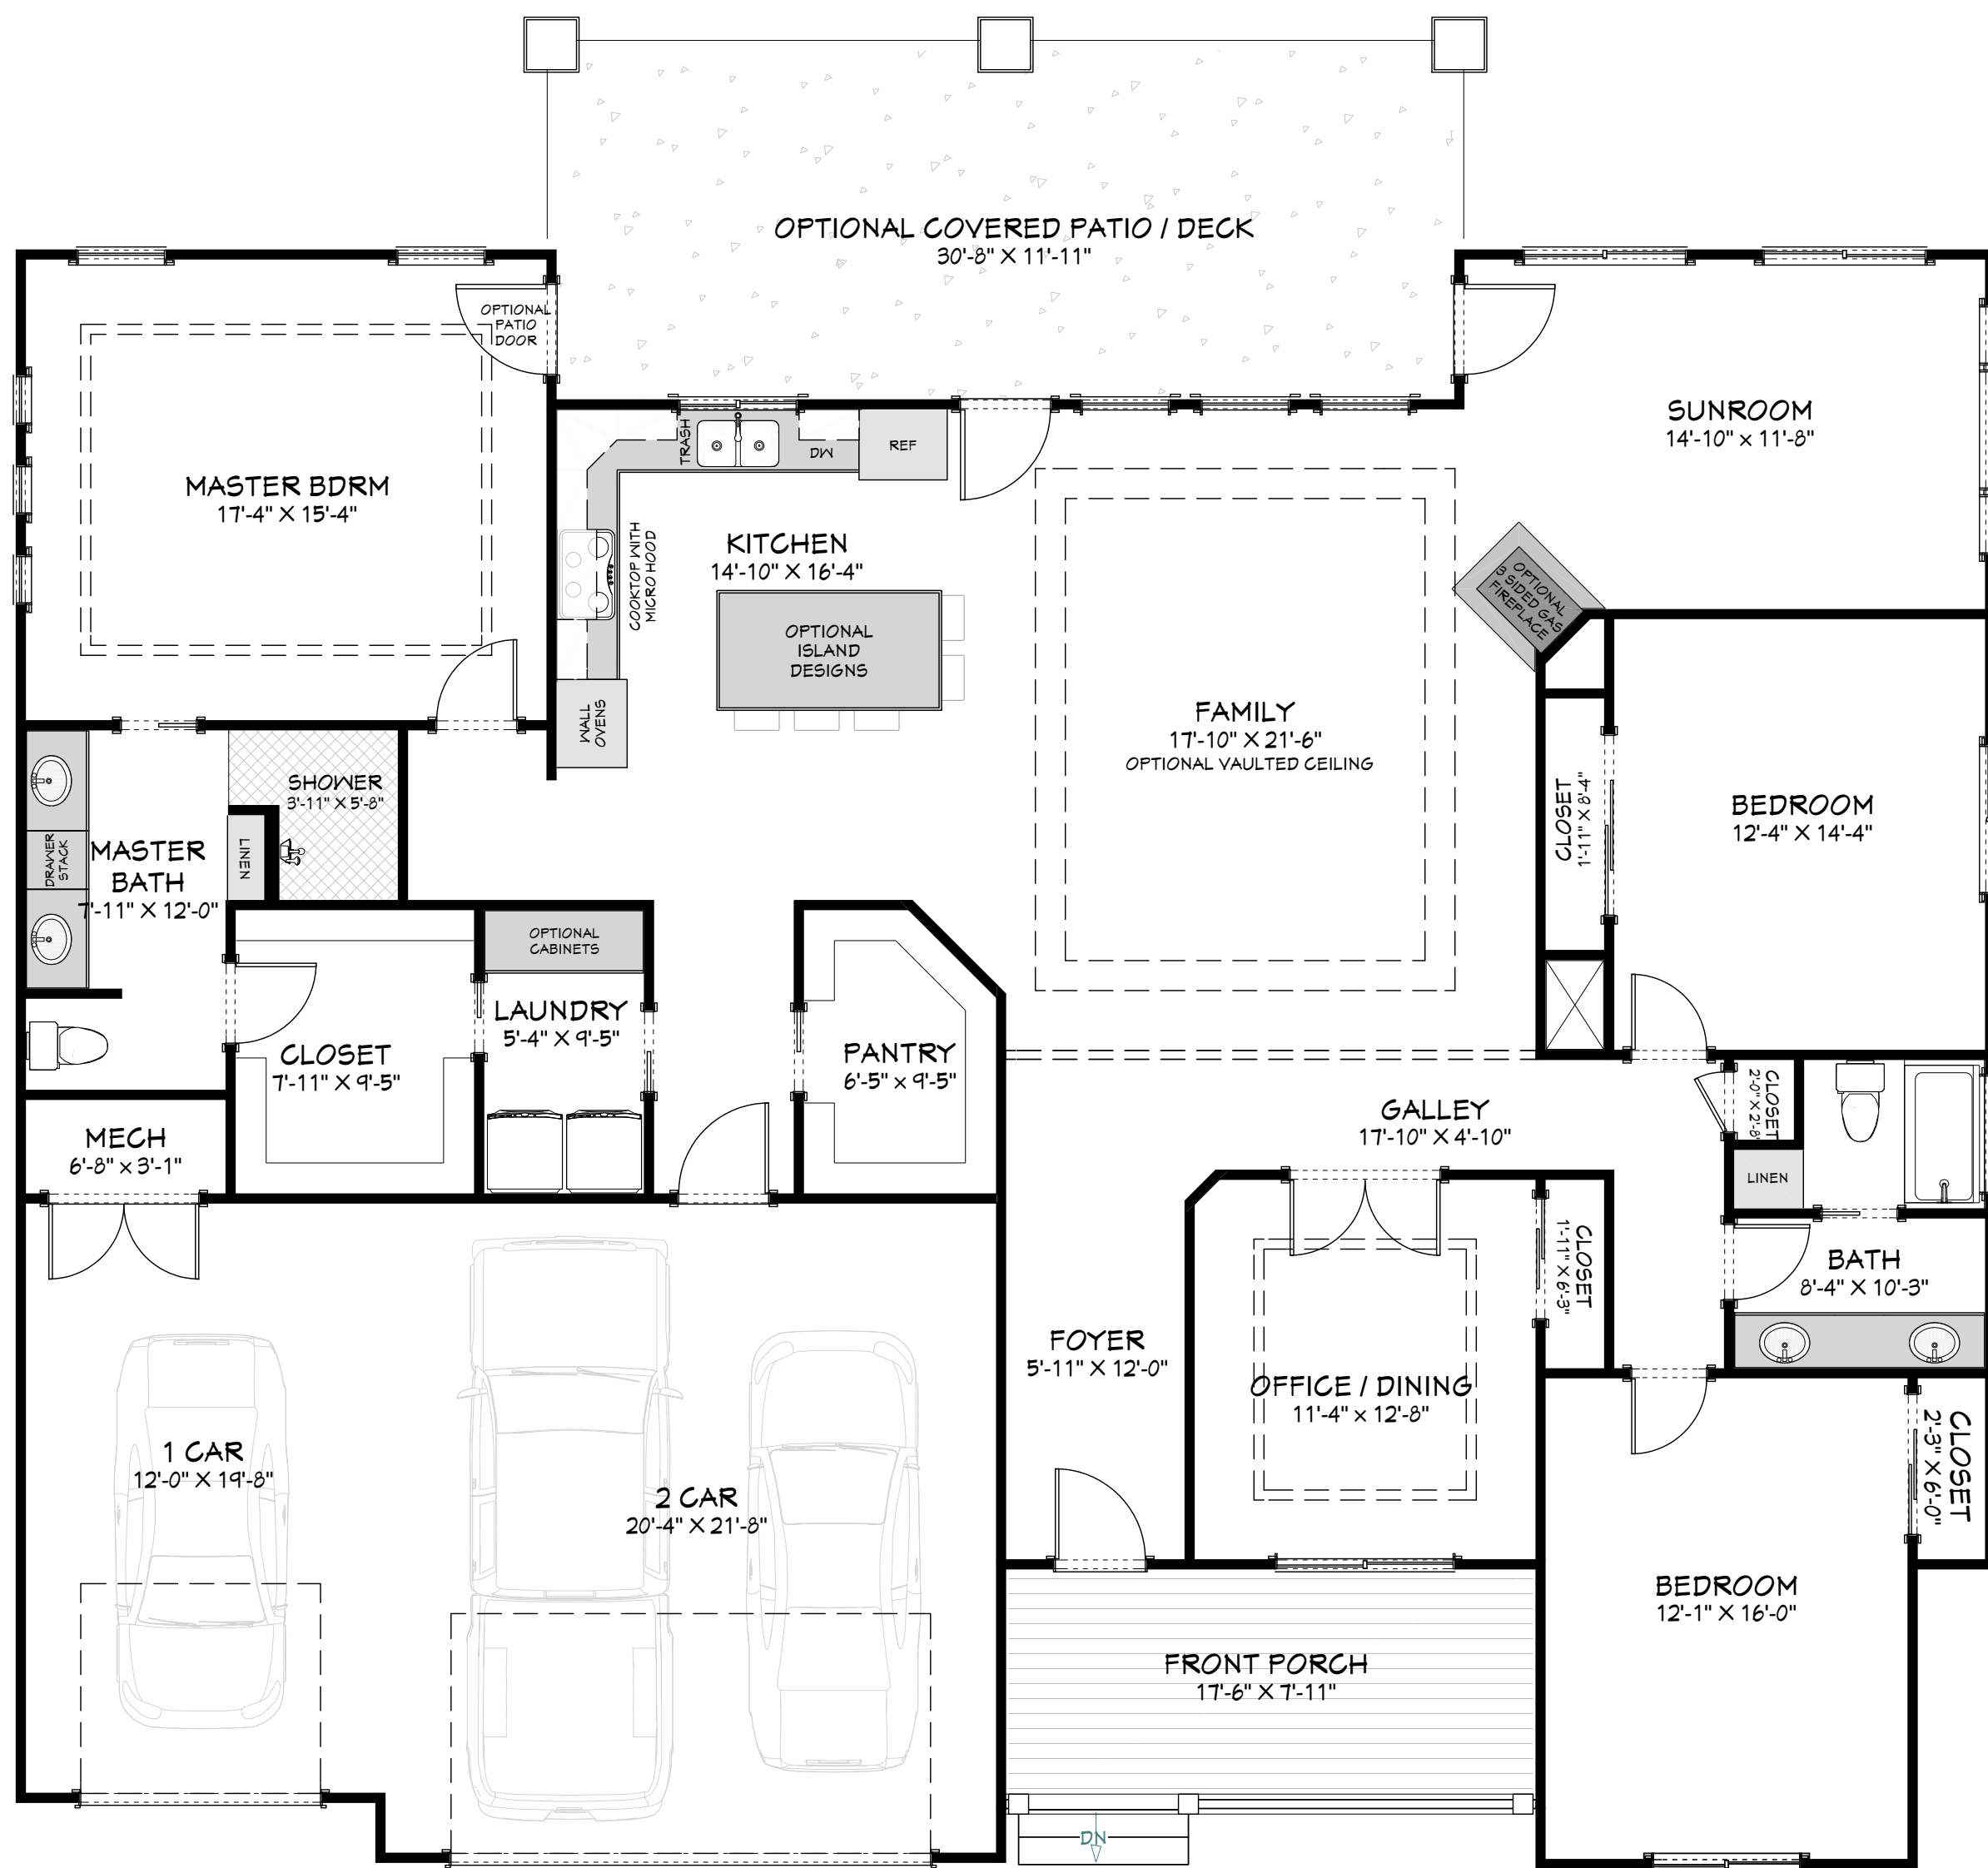 OPTIONAL COVERED PATIO / DECK
30'-8" X 11'-11"
OPTIONAL
PATIO
DOOR
MASTER BDRM
17'-4" X 15'-4"
TRASH
DW
REF
COOKTOP WITH
MICRO HOOD
KITCHEN
14'-10" X 16'-4"
OPTIONAL
ISLAND
DESIGNS
WALL
OVENS
SUNROOM
14'-10" x 11'-8"
OPTIONAL
3 SIDED GAS
FIREPLACE
FAMILY
17'-10" X 21'-6"
OPTIONAL VAULTED CEILING
CLOSET
1'-11" X 8'-4"
BEDROOM
12'-4" X 14'-4"
SHOWER
3'-11" X 5'-8"
DRAWER
STACK
MASTER
BATH
7'-11" X 12'-0"
LINEN
OPTIONAL
CABINETS
LAUNDRY
5'-4" X 9'-5"
CLOSET
7'-11" X 9'-5"
PANTRY
6'-5" x 9'-5"
MECH
6'-8" x 3'-1"
GALLEY
17'-10" X 4'-10"
CLOSET
2'-0" X 2'-8"
LINEN
BATH
8'-4" X 10'-3"
CLOSET
1'-11" X 6'-3"
FOYER
5'-11" X 12'-0"
OFFICE / DINING
11'-4" x 12'-8"
1 CAR
12'-0" X 19'-8"
2 CAR
20'-4" X 21'-8"
CLOSET
2'-3" X 6'-0"
BEDROOM
12'-1" X 16'-0"
FRONT PORCH
17'-6" X 7'-11"
DN